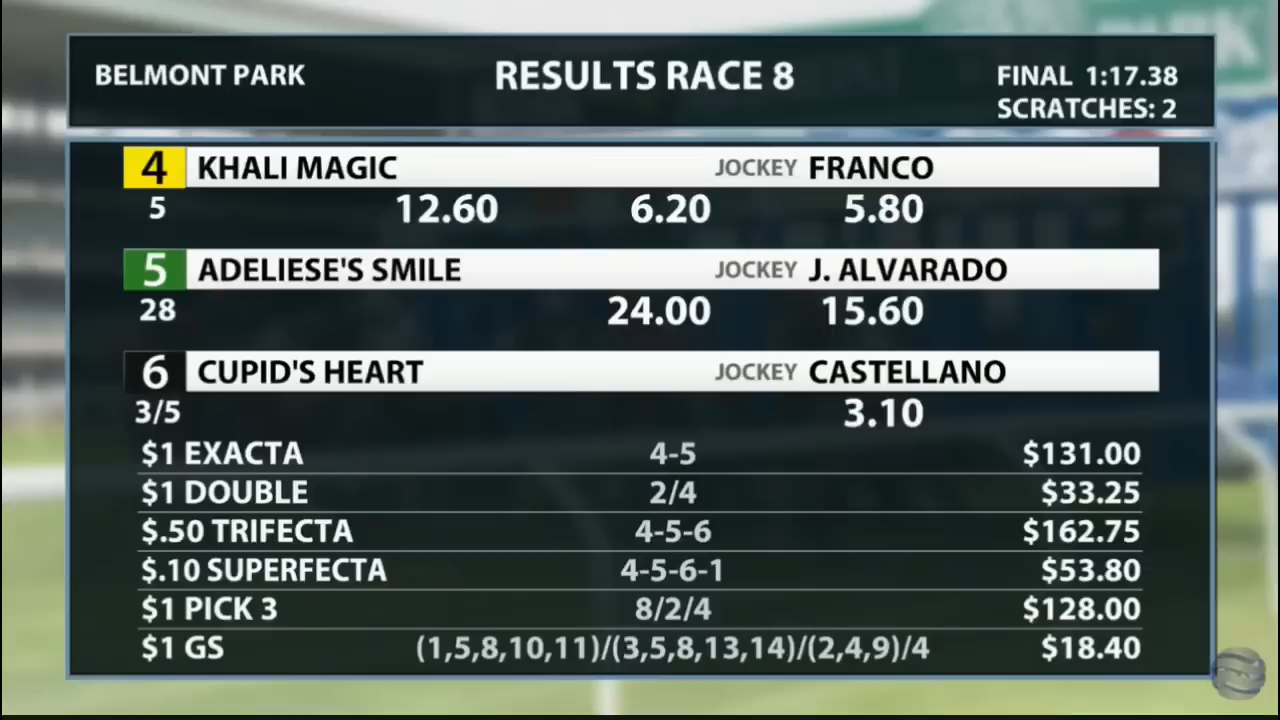 BELMONT PARK
RESULTS RACE 8
FINAL 1:17.38
SCRATCHES: 2
4 KHALI MAGIC JOCKEY FRANCO
5 12.60 6.20 5.80
5 ADELIESE'S SMILE JOCKEY J. ALVARADO
28 24.00 15.60
6 CUPID'S HEART JOCKEY CASTELLANO
3/5 3.10
$1 EXACTA 4-5 $131.00
$1 DOUBLE 2/4 $33.25
$.50 TRIFECTA 4-5-6 $162.75
$.10 SUPERFECTA 4-5-6-1 $53.80
$1 PICK 3 8/2/4 $128.00
$1 GS (1,5,8,10,11)/(3,5,8,13,14)/(2,4,9)/4 $18.40